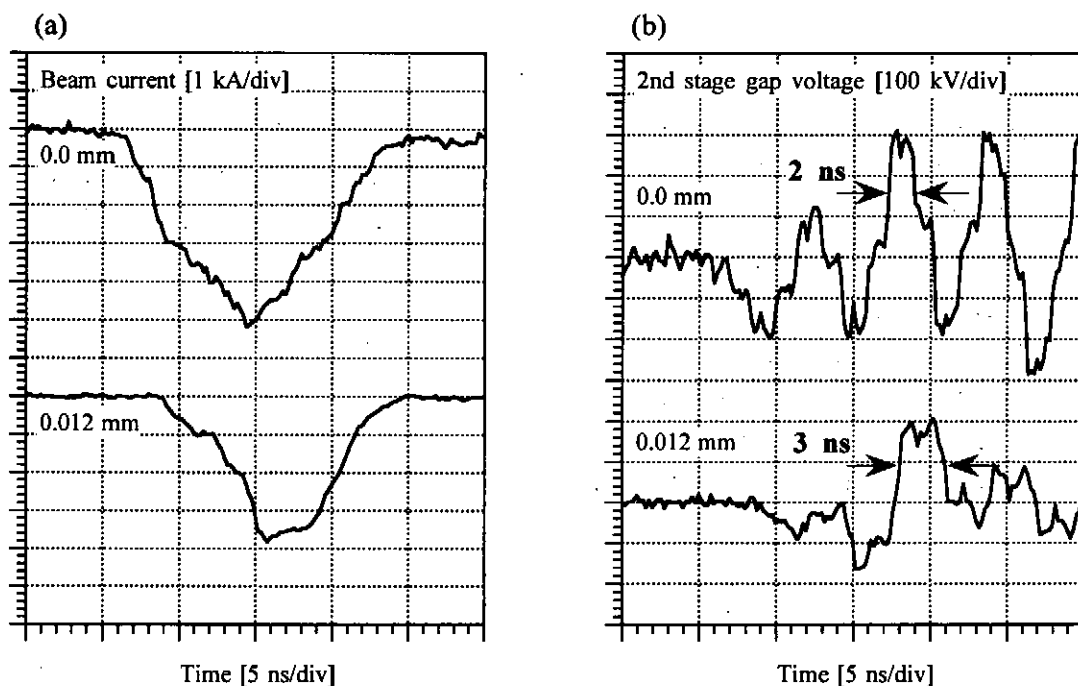 (a)
Beam current [1 kA/div]
0.0 mm
0.012 mm
Time [5 ns/div]
(b)
2nd stage gap voltage [100 kV/div]
2 ns
0.0 mm
0.012 mm
3 ns
Time [5 ns/div]